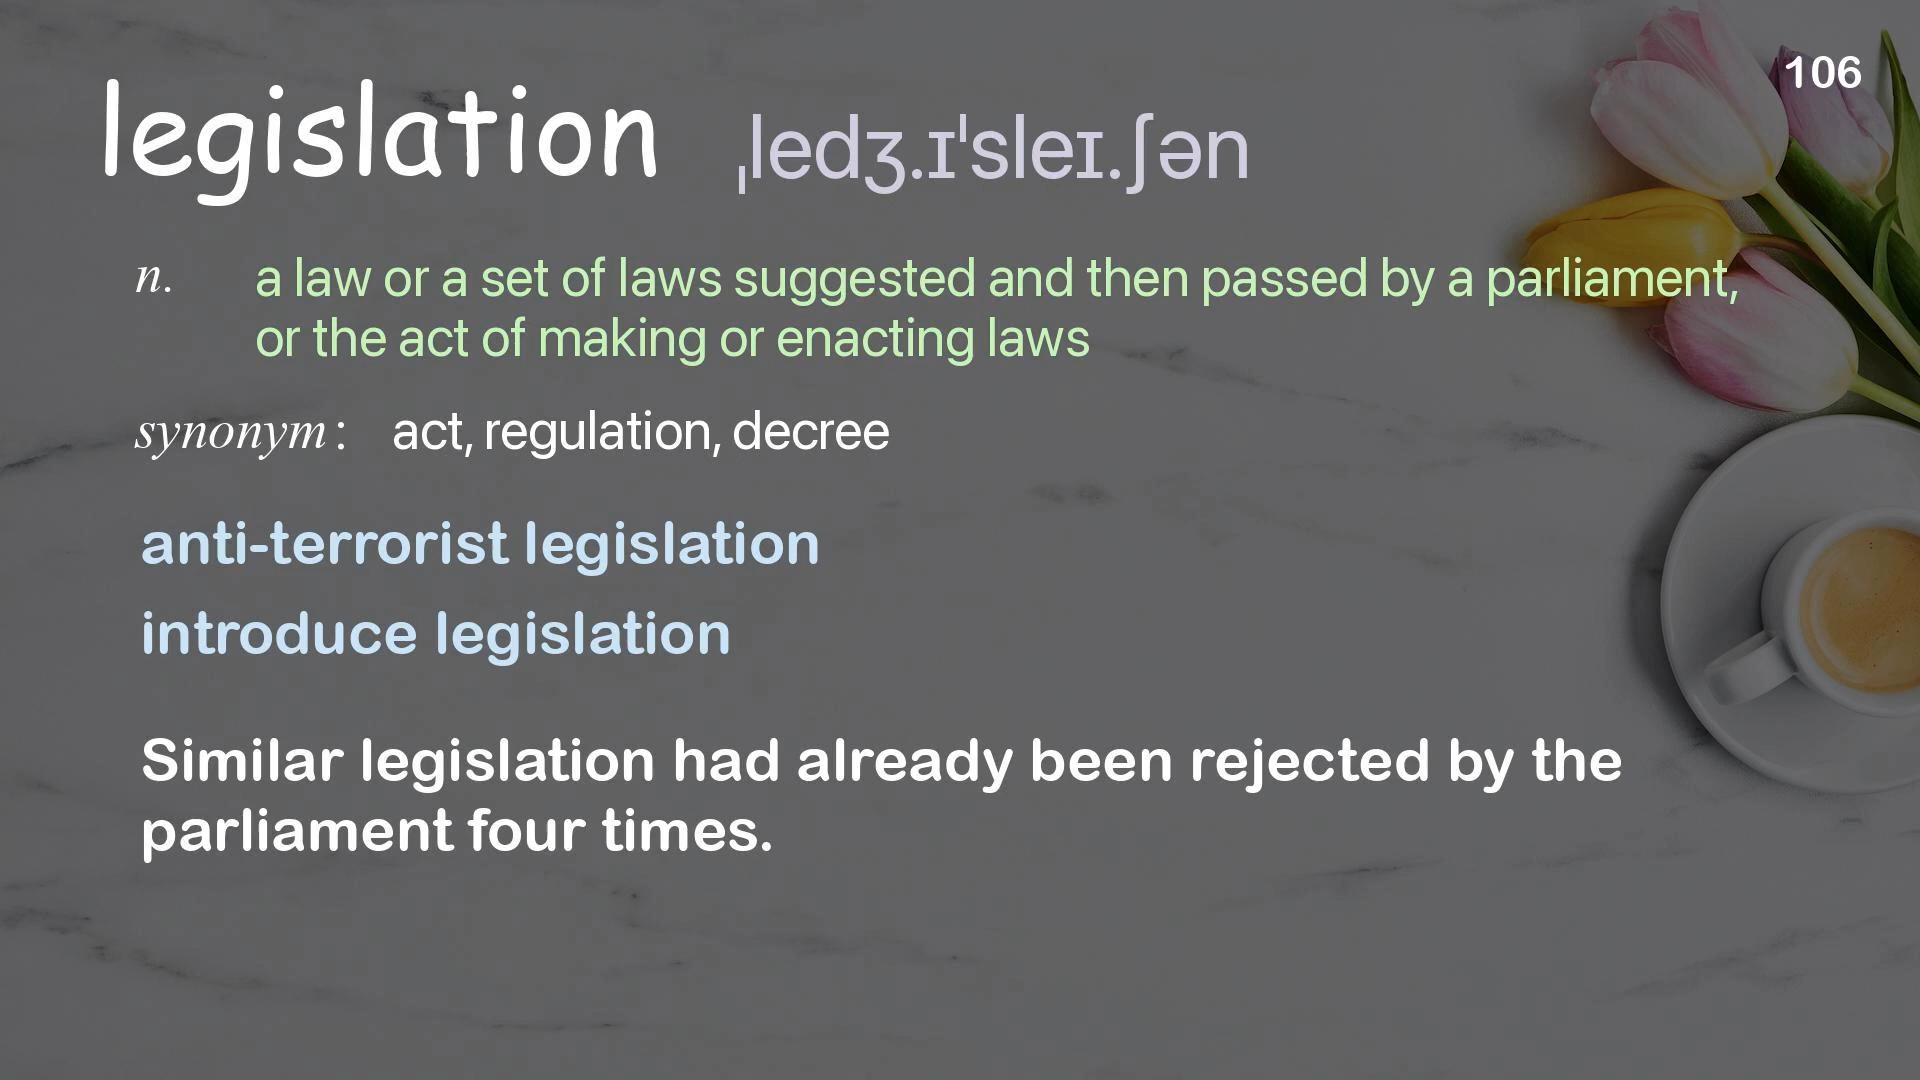 106
legislation ˌledʒ.ɪˈsleɪ.ʃən
n. a law or a set of laws suggested and then passed by a parliament,
or the act of making or enacting laws
synonym: act, regulation, decree
anti-terrorist legislation
introduce legislation
Similar legislation had already been rejected by the
parliament four times.